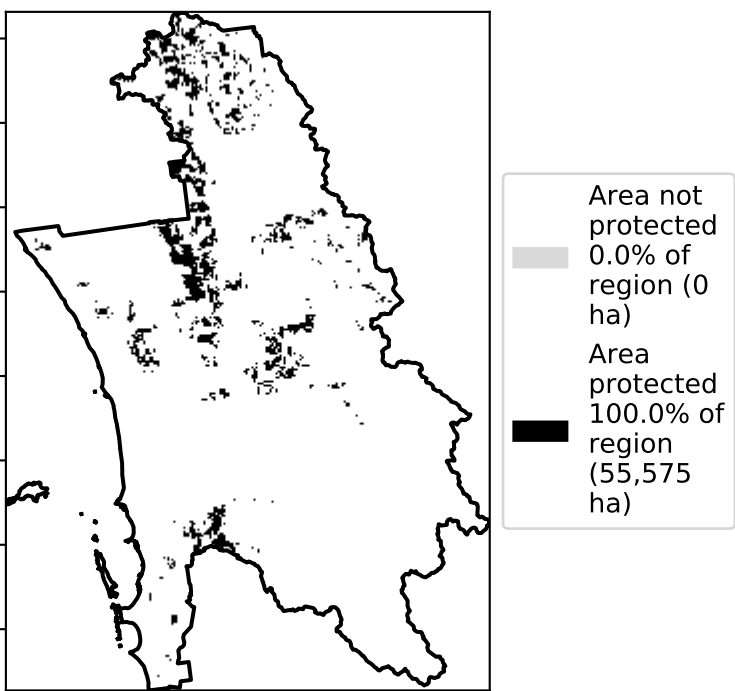 Area not
protected
0.0% of
region (0
ha)
Area
protected
100.0% of
region
(55,575
ha)